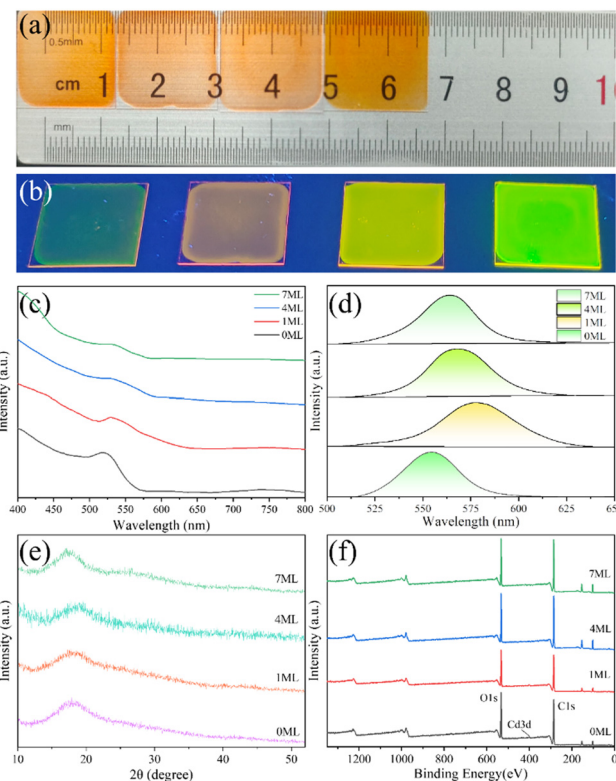 (a)
0.5mm
cm 1 2 3 4 5 6 7 8 9
mm
(b)
(c)
7ML
4ML
1ML
0ML
Intensity (a.u.)
400 450 500 550 600 650 700 750 800
Wavelength (nm)
(d)
7ML
4ML
1ML
0ML
Intensity (a.u.)
500 525 550 575 600 625
Wavelength (nm)
(e)
7ML
4ML
1ML
0ML
Intensity (a.u.)
10 20 30 40 50
2θ (degree)
(f)
7ML
4ML
1ML
O1s
C1s
Cd3d
0ML
Intensity (a.u.)
1200 1000 800 600 400 200 0
Binding Energy(eV)